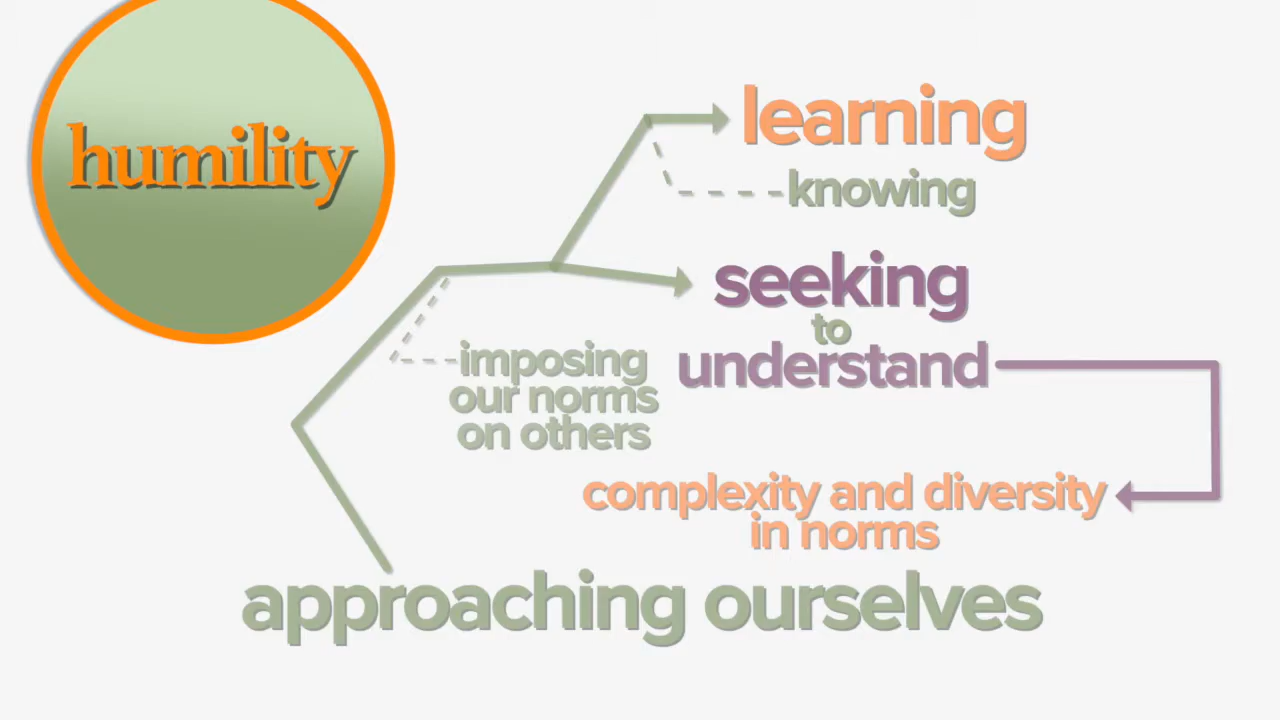 humility
learning
knowing
seeking
to
understand
imposing
our norms
on others
complexity and diversity
in norms
approaching ourselves